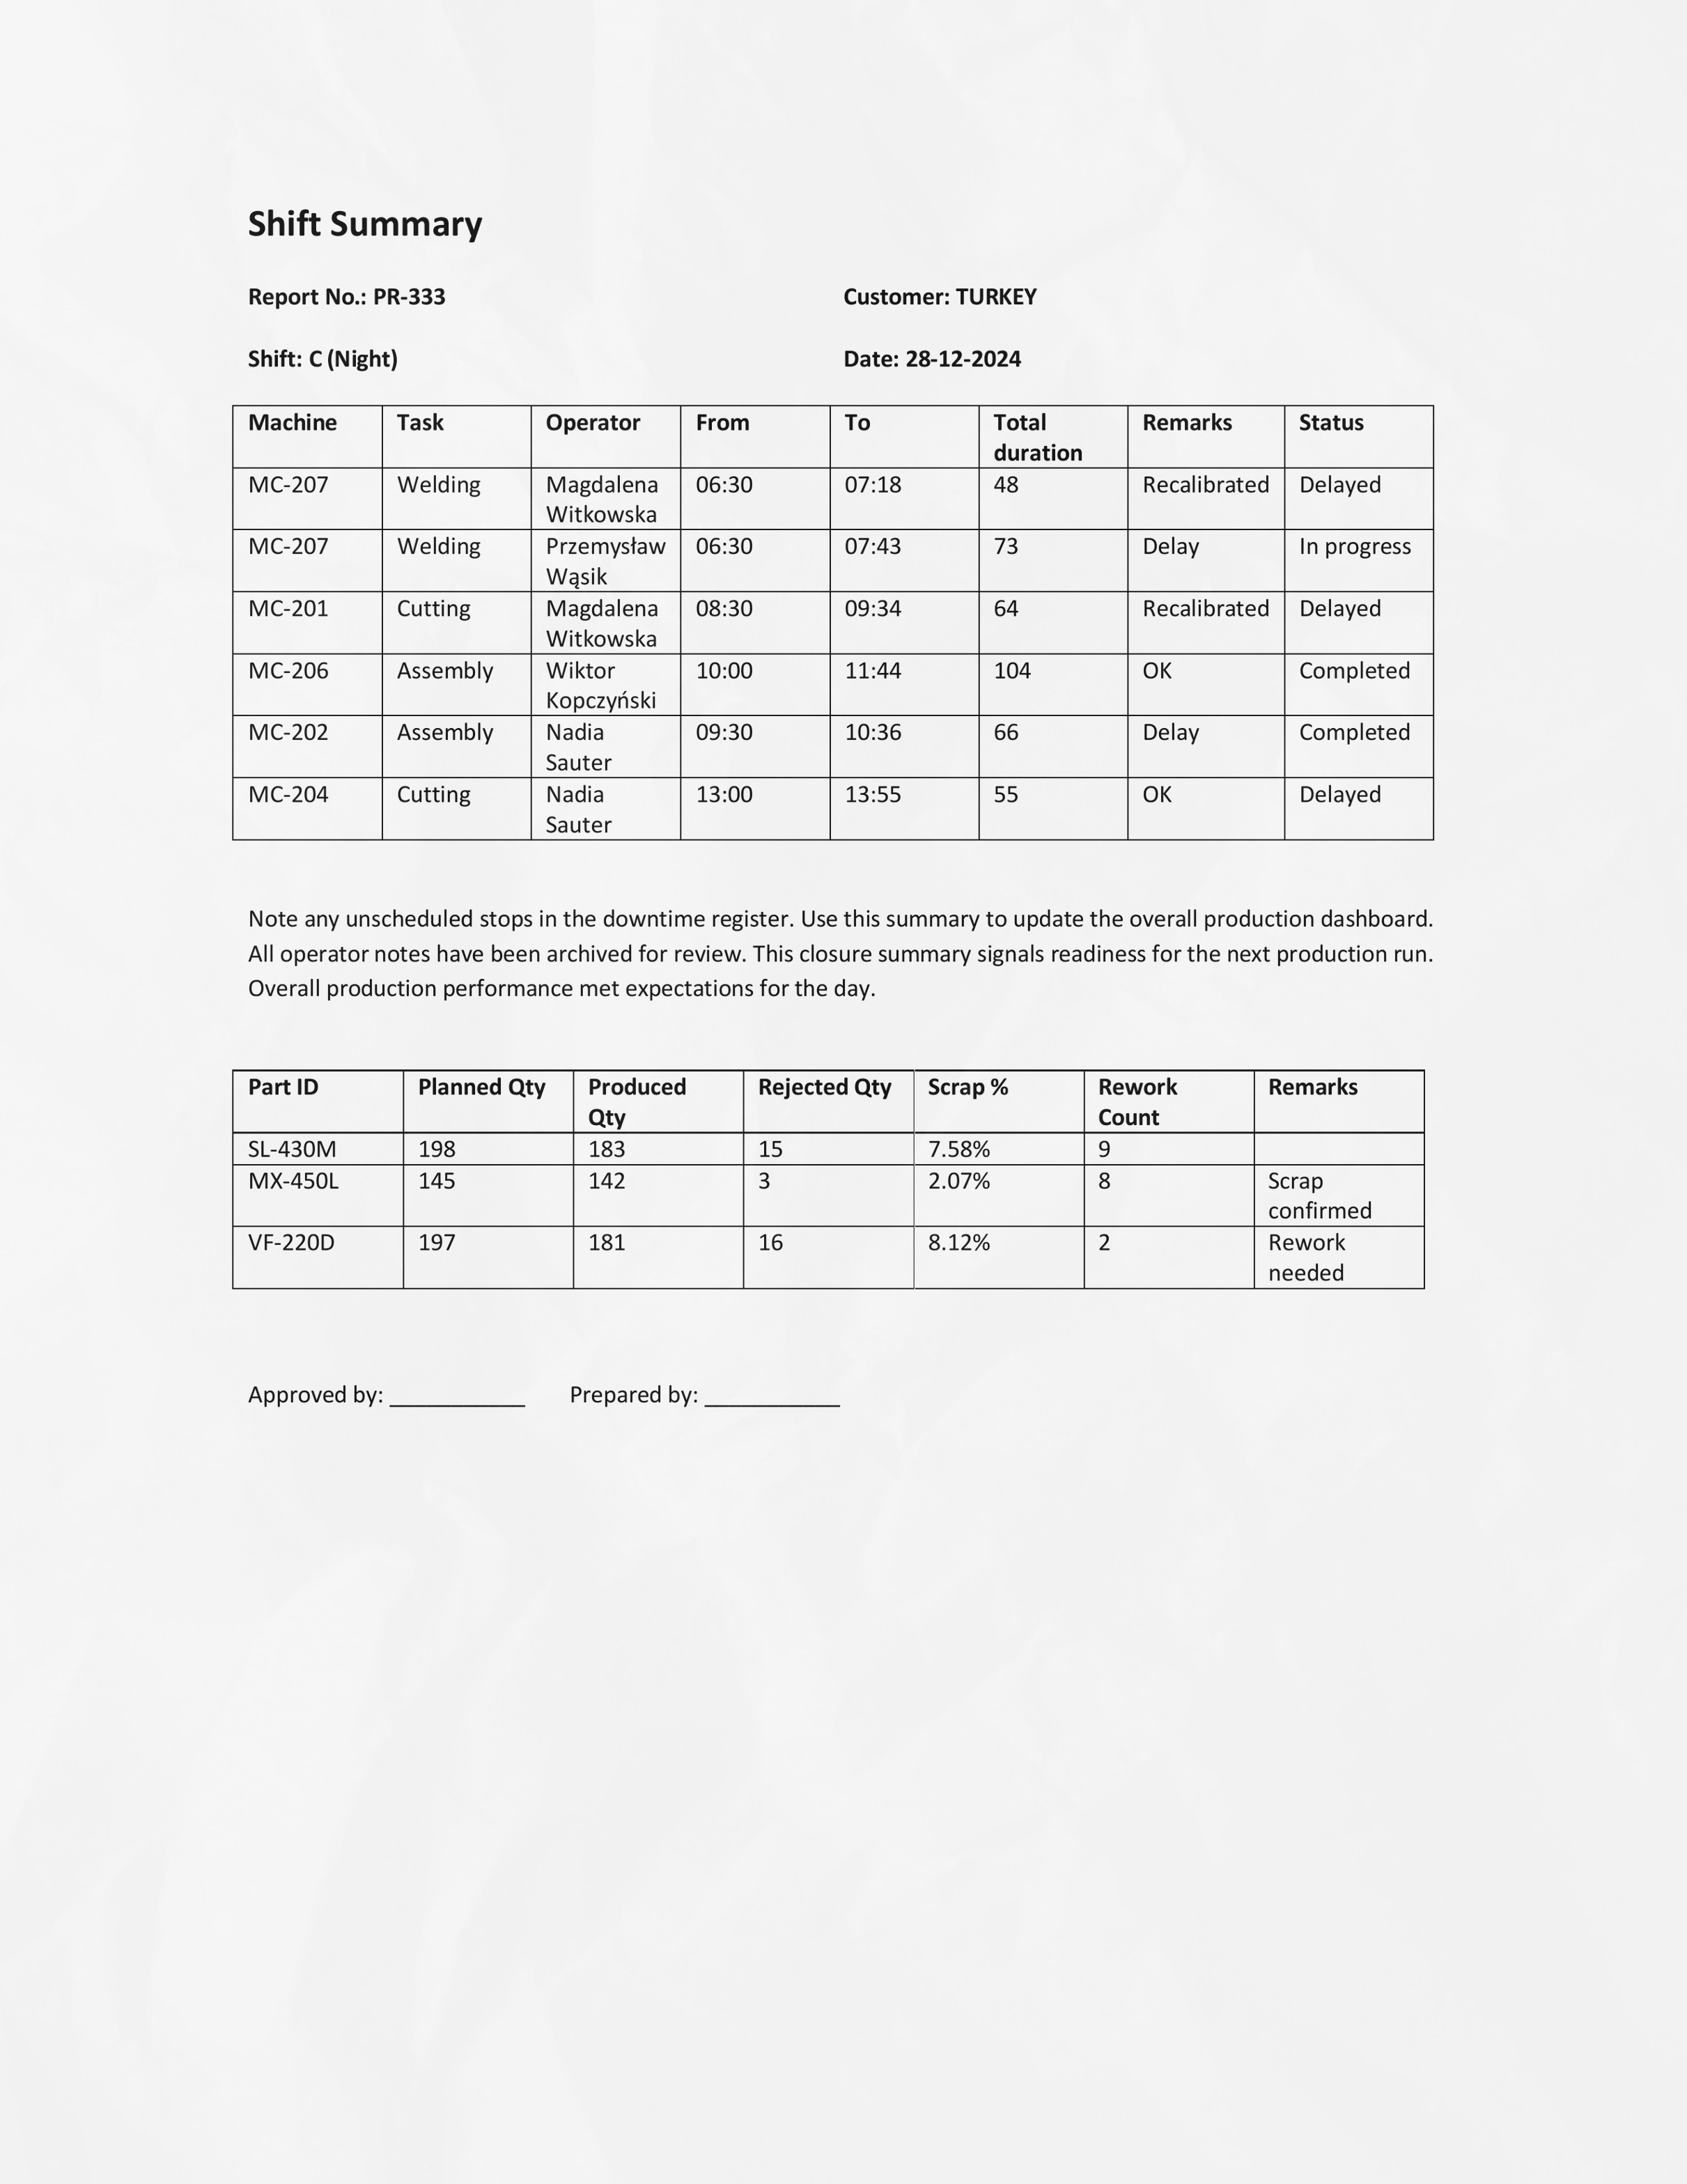 Shift Summary
Report No.: PR-333 Customer: TURKEY
Shift: C (Night) Date: 28-12-2024
Machine Task Operator From To Total duration Remarks Status
MC-207 Welding Magdalena Witkowska 06:30 07:18 48 Recalibrated Delayed
MC-207 Welding Przemysław Wąsik 06:30 07:43 73 Delay In progress
MC-201 Cutting Magdalena Witkowska 08:30 09:34 64 Recalibrated Delayed
MC-206 Assembly Wiktor Kopczyński 10:00 11:44 104 OK Completed
MC-202 Assembly Nadia Sauter 09:30 10:36 66 Delay Completed
MC-204 Cutting Nadia Sauter 13:00 13:55 55 OK Delayed
Note any unscheduled stops in the downtime register. Use this summary to update the overall production dashboard.
All operator notes have been archived for review. This closure summary signals readiness for the next production run.
Overall production performance met expectations for the day.
Part ID Planned Qty Produced Qty Rejected Qty Scrap % Rework Count Remarks
SL-430M 198 183 15 7.58% 9
MX-450L 145 142 3 2.07% 8 Scrap confirmed
VF-220D 197 181 16 8.12% 2 Rework needed
Approved by: ___________ Prepared by: ___________